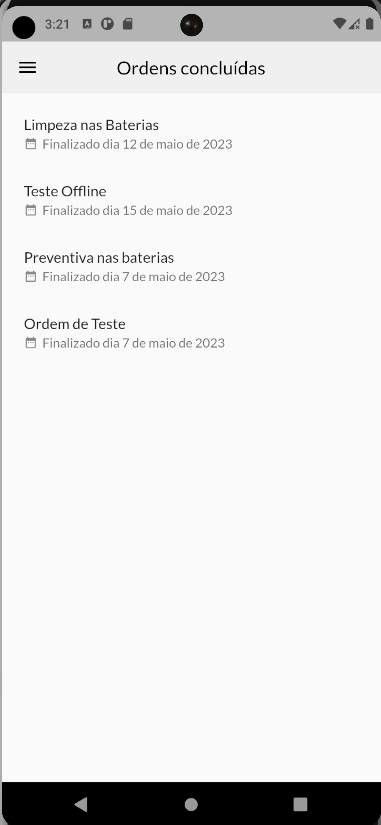 3:21
Ordens concluídas
Limpeza nas Baterias
Finalizado dia 12 de maio de 2023
Teste Offline
Finalizado dia 15 de maio de 2023
Preventiva nas baterias
Finalizado dia 7 de maio de 2023
Ordem de Teste
Finalizado dia 7 de maio de 2023